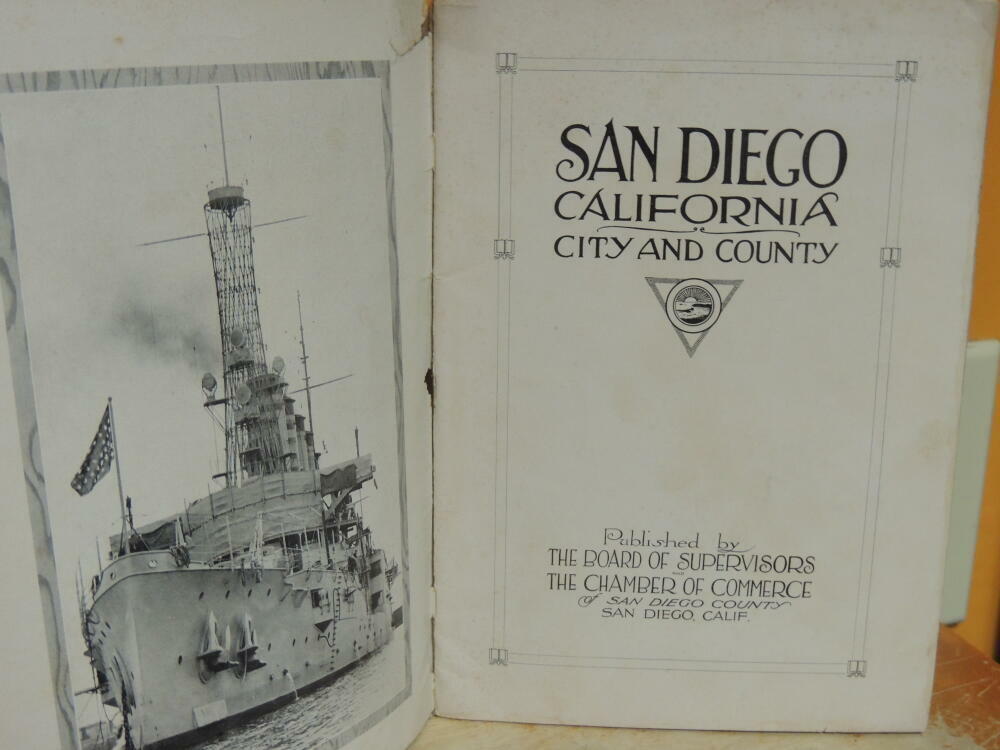 SAN DIEGO
CALIFORNIA
CITY AND COUNTY
Published by
THE BOARD OF SUPERVISORS
AND
THE CHAMBER OF COMMERCE
of SAN DIEGO COUNTY
SAN DIEGO, CALIF.